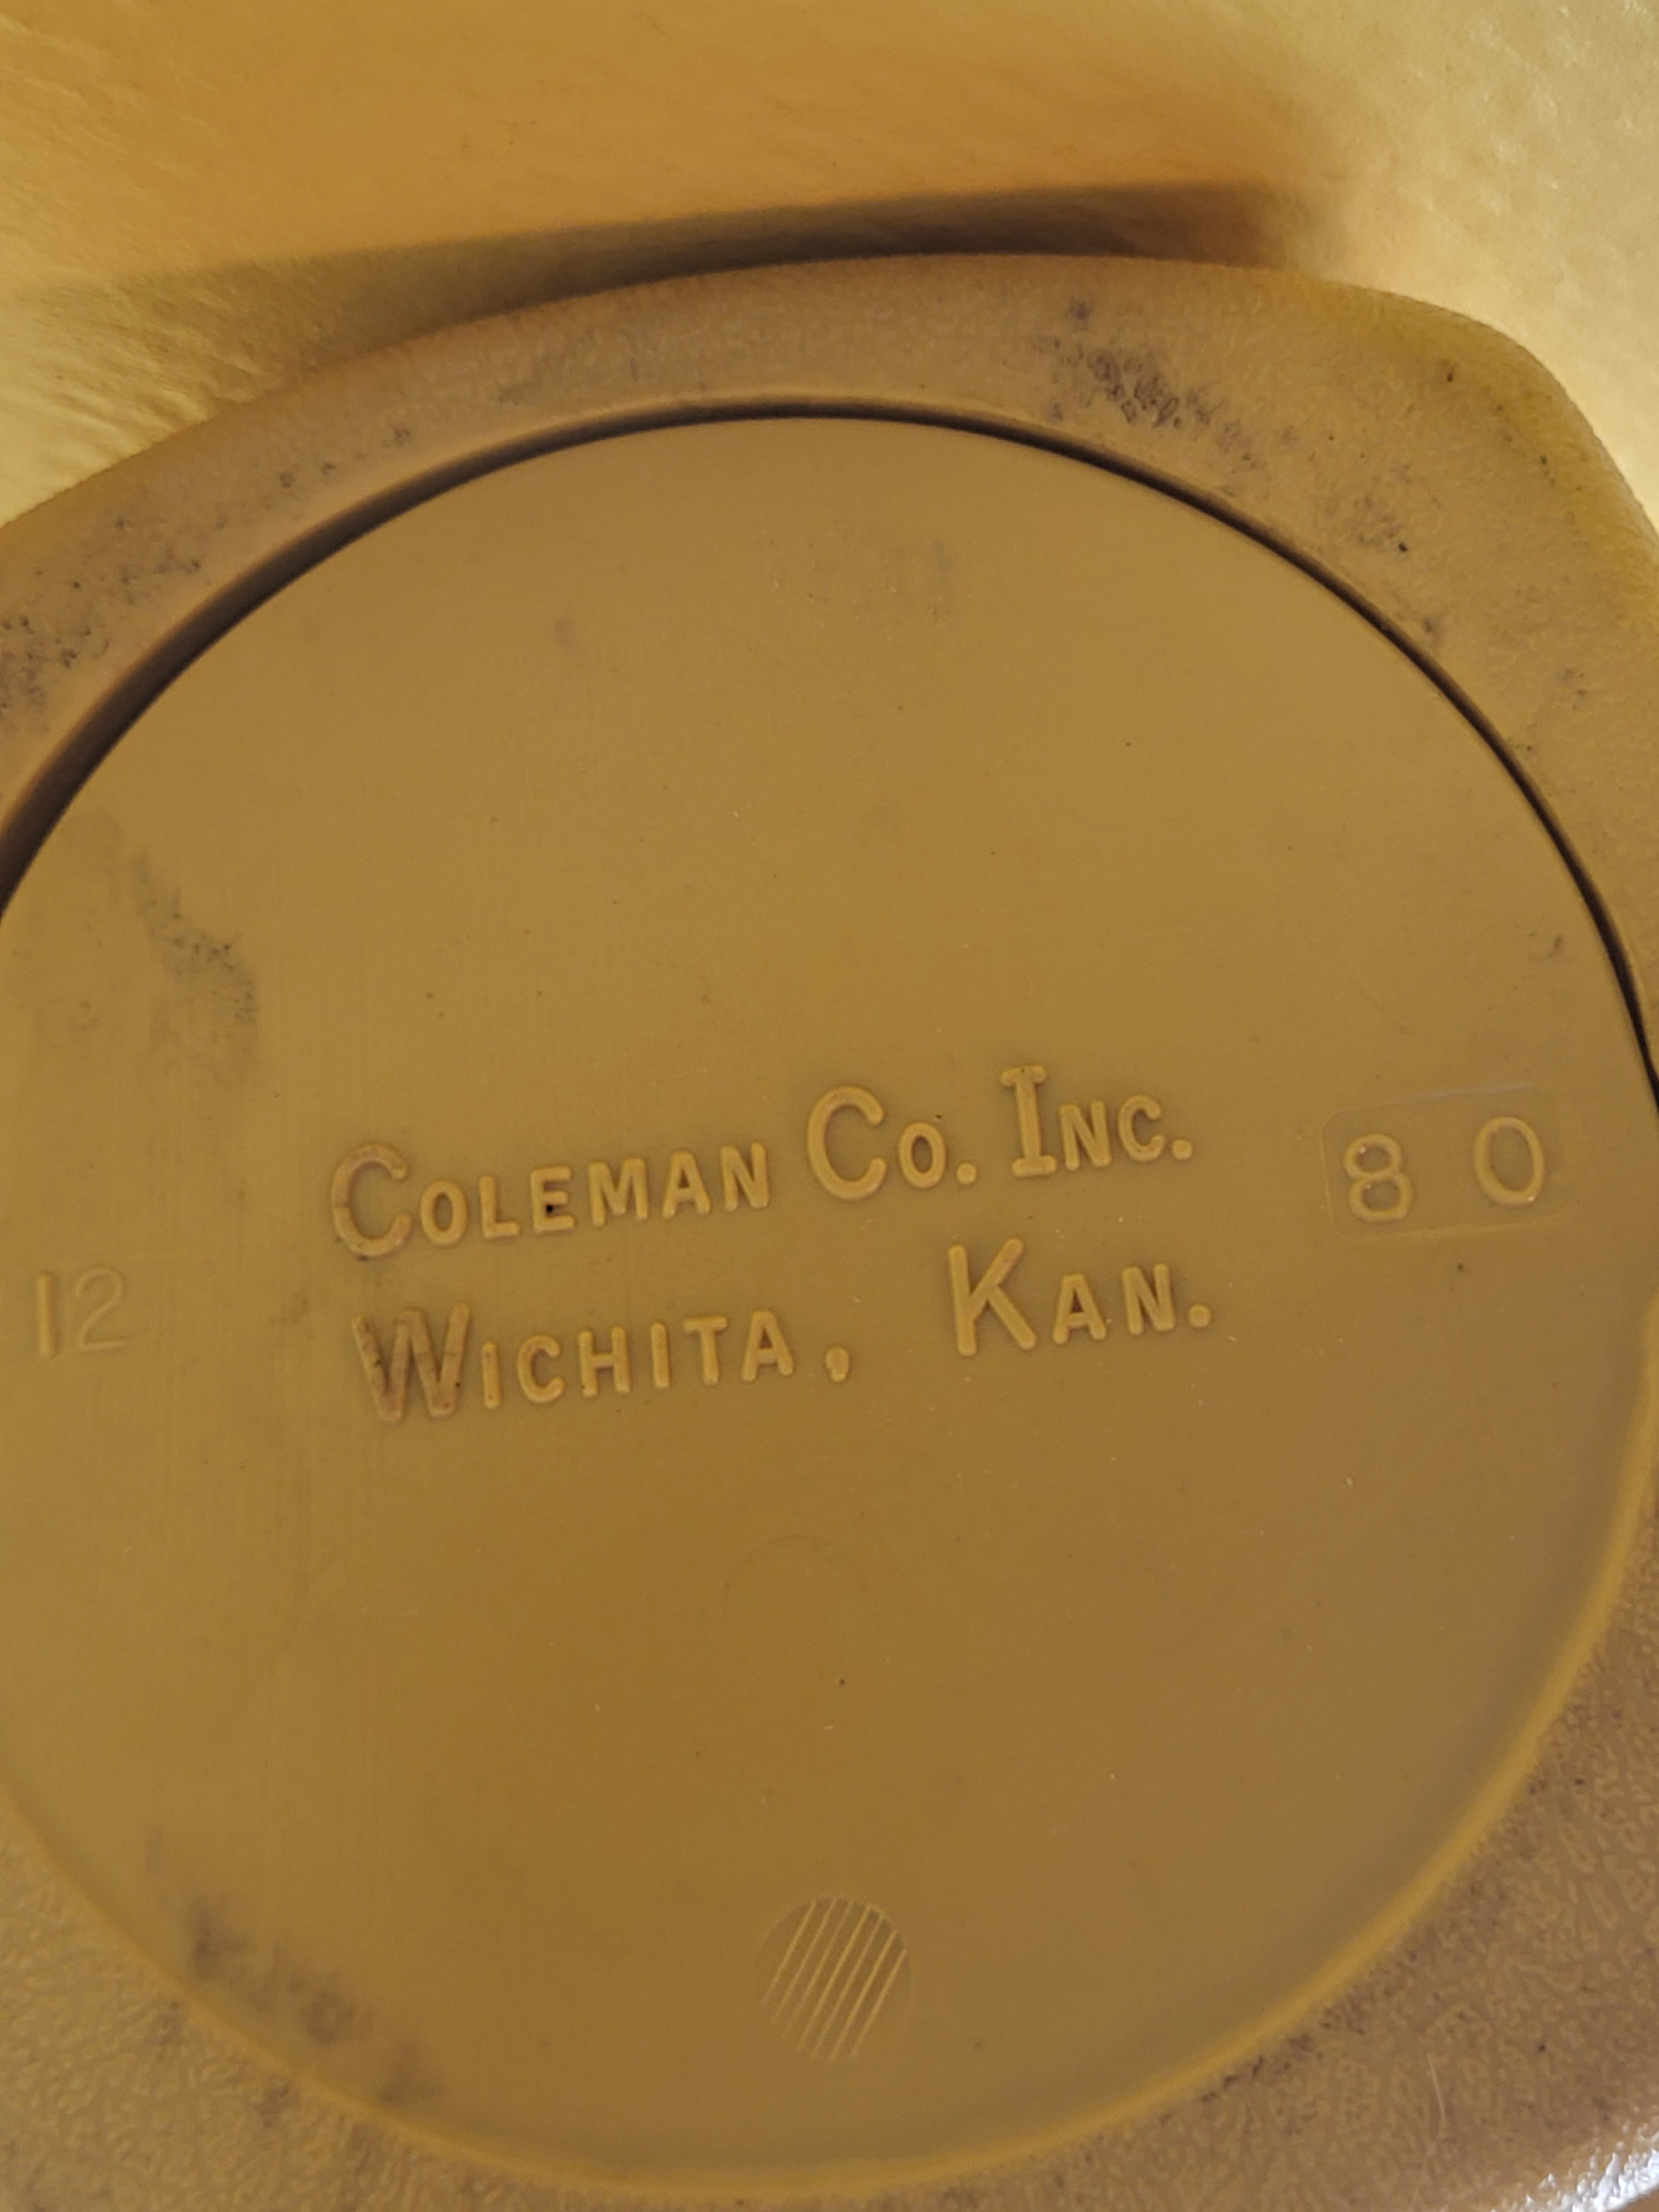 COLEMAN CO. INC.
WICHITA, KAN.
12
8 0